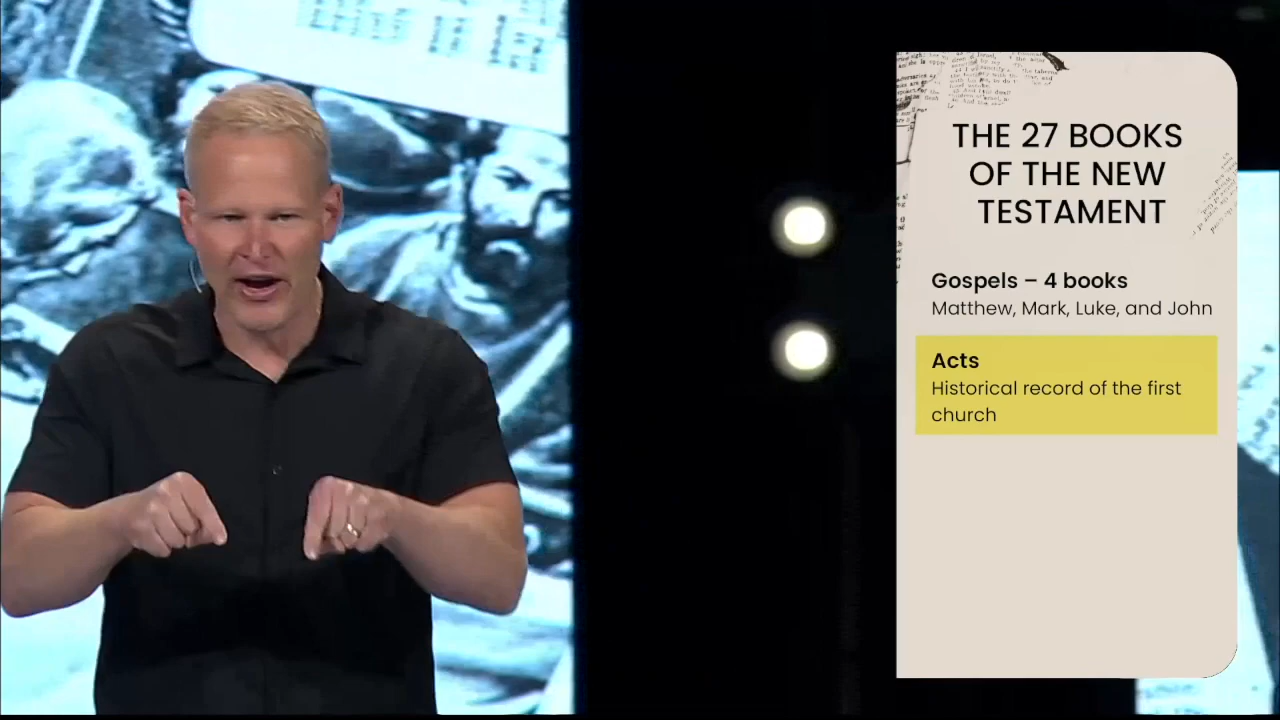 THE 27 BOOKS
OF THE NEW
TESTAMENT
Gospels – 4 books
Matthew, Mark, Luke, and John
Acts
Historical record of the first
church